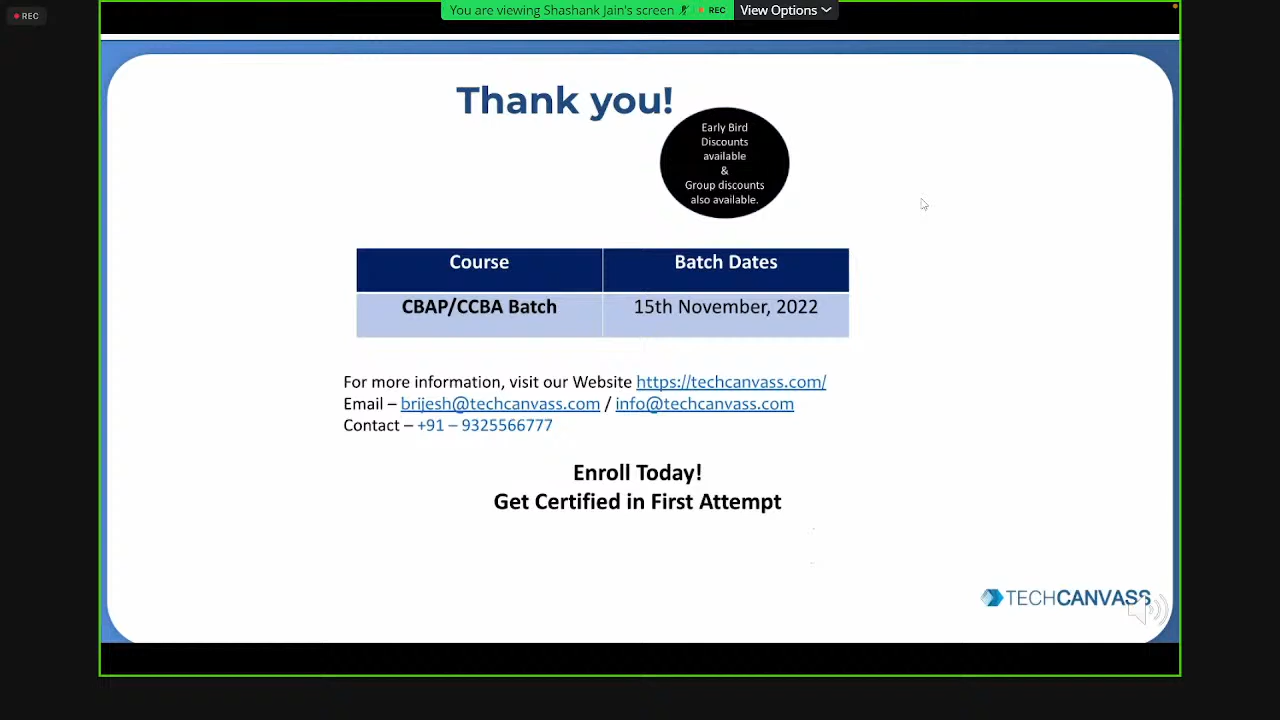 REC
You are viewing Shashank Jain's screen REC View Options
Thank you!
Early Bird
Discounts
available
&
Group discounts
also available.
Course Batch Dates
CBAP/CCBA Batch 15th November, 2022
For more information, visit our Website https://techcanvass.com/
Email – brijesh@techcanvass.com / info@techcanvass.com
Contact – +91 – 9325566777
Enroll Today!
Get Certified in First Attempt
TECHCANVASS